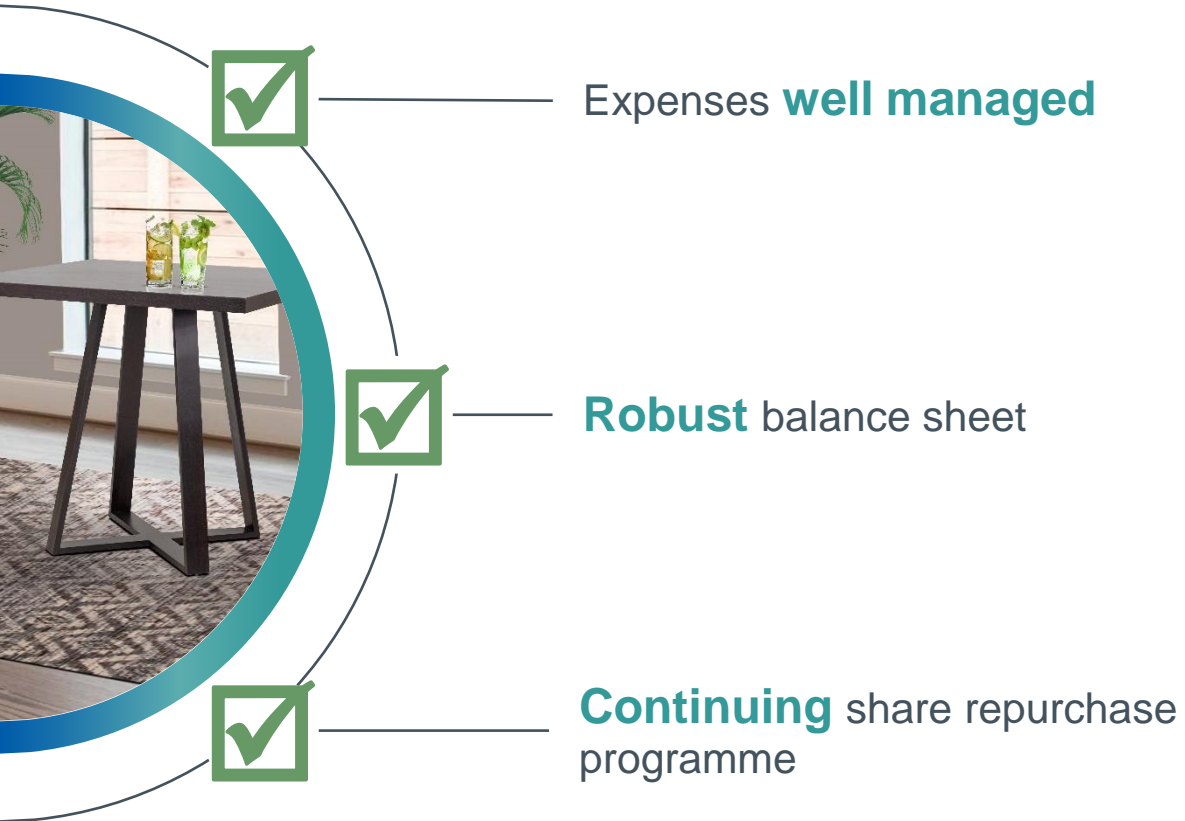 Expenses well managed
Robust balance sheet
Continuing share repurchase
programme